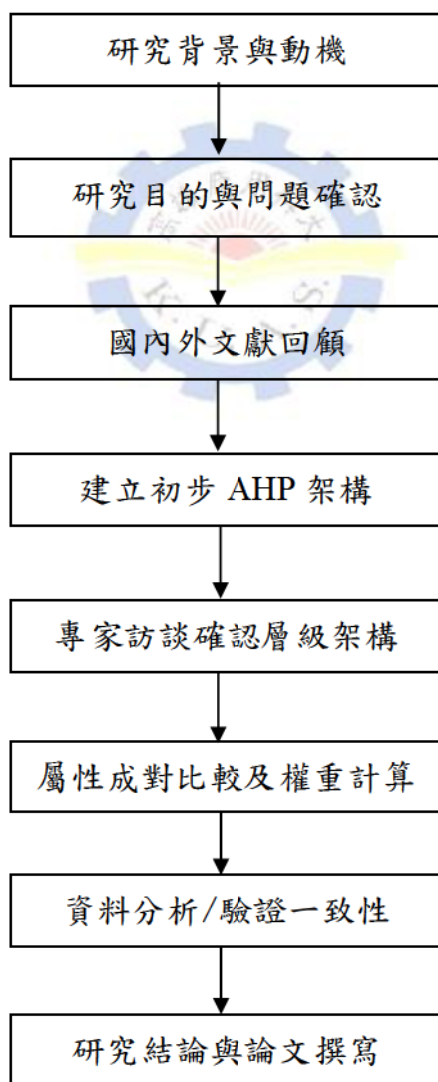 研究背景與動機
研究目的與問題確認
國內外文獻回顧
建立初步 AHP 架構
專家訪談確認層級架構
屬性成對比較及權重計算
資料分析/驗證一致性
研究結論與論文撰寫